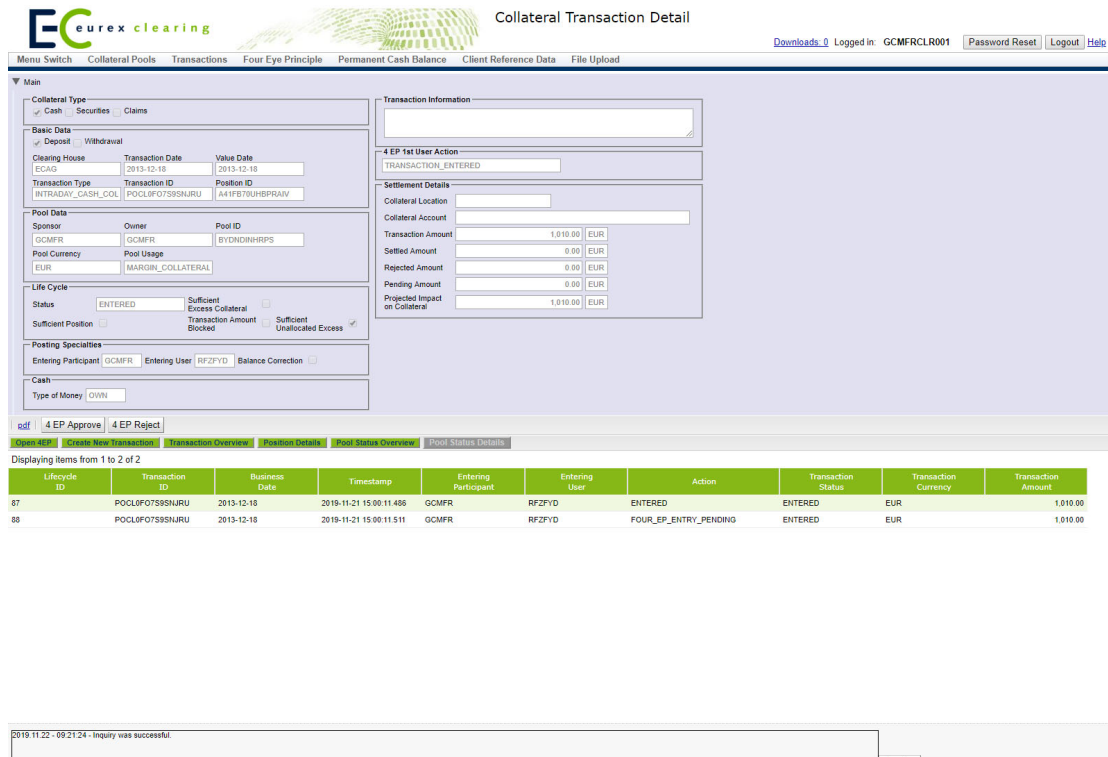 EC eurex clearing
Collateral Transaction Detail
Downloads: 0 Logged in: GCMFRCLR001 Password Reset Logout Help
Menu Switch Collateral Pools Transactions Four Eye Principle Permanent Cash Balance Client Reference Data File Upload
Main
Collateral Type
Cash Securities Claims
Basic Data
Deposit Withdrawal
Clearing House Transaction Date Value Date
ECAG 2013-12-18 2013-12-18
Transaction Type Transaction ID Position ID
INTRADAY_CASH_COL POCL0FO7S9SNJRU A41FB70UHBPRAIV
Pool Data
Sponsor Owner Pool ID
GCMFR GCMFR BYDNDINHRPS
Pool Currency Pool Usage
EUR MARGIN_COLLATERAL
Life Cycle
Status ENTERED Sufficient Excess Collateral
Sufficient Position Transaction Amount Blocked Sufficient Unallocated Excess
Posting Specialties
Entering Participant GCMFR Entering User RFZFYD Balance Correction
Cash
Type of Money OWN
Transaction Information
4 EP 1st User Action
TRANSACTION_ENTERED
Settlement Details
Collateral Location
Collateral Account
Transaction Amount 1,010.00 EUR
Settled Amount 0.00 EUR
Rejected Amount 0.00 EUR
Pending Amount 0.00 EUR
Projected Impact on Collateral 1,010.00 EUR
pdf 4 EP Approve 4 EP Reject
Open 4EP Create New Transaction Transaction Overview Position Details Pool Status Overview Pool Status Details
Displaying items from 1 to 2 of 2
Lifecycle ID Transaction ID Business Date Timestamp Entering Participant Entering User Action Transaction Status Transaction Currency Transaction Amount
87 POCL0FO7S9SNJRU 2013-12-18 2019-11-21 15:00:11.486 GCMFR RFZFYD ENTERED ENTERED EUR 1,010.00
88 POCL0FO7S9SNJRU 2013-12-18 2019-11-21 15:00:11.511 GCMFR RFZFYD FOUR_EP_ENTRY_PENDING ENTERED EUR 1,010.00
2019.11.22 - 09:21:24 - Inquiry was successful.